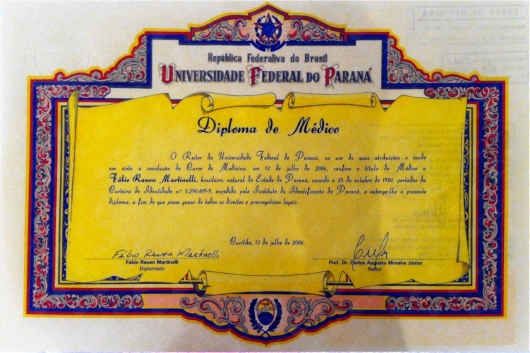 República Federativa do Brasil
UNIVERSIDADE FEDERAL DO PARANÁ
Diploma de Médico
O Reitor da Universidade Federal do Paraná, no uso de suas atribuições e tendo
em vista a conclusão do Curso de Medicina, em 12 de julho de 2006, confere o título de Médico a
Fábio Rauen Martinelli, brasileiro, natural do Estado do Paraná, nascido a 25 de outubro de 1980, portador da
Carteira de Identidade nº expedida pelo Instituto de Identificação do Paraná, e outorga-lhe o presente
diploma, a fim de que possa gozar de todos os direitos e prerrogativas legais.
Curitiba, 12 de julho de 2006.
Fábio Rauen Martinelli
Fábio Rauen Martinelli
Diplomado
Prof. Dr. Carlos Augusto Moreira Júnior
Reitor